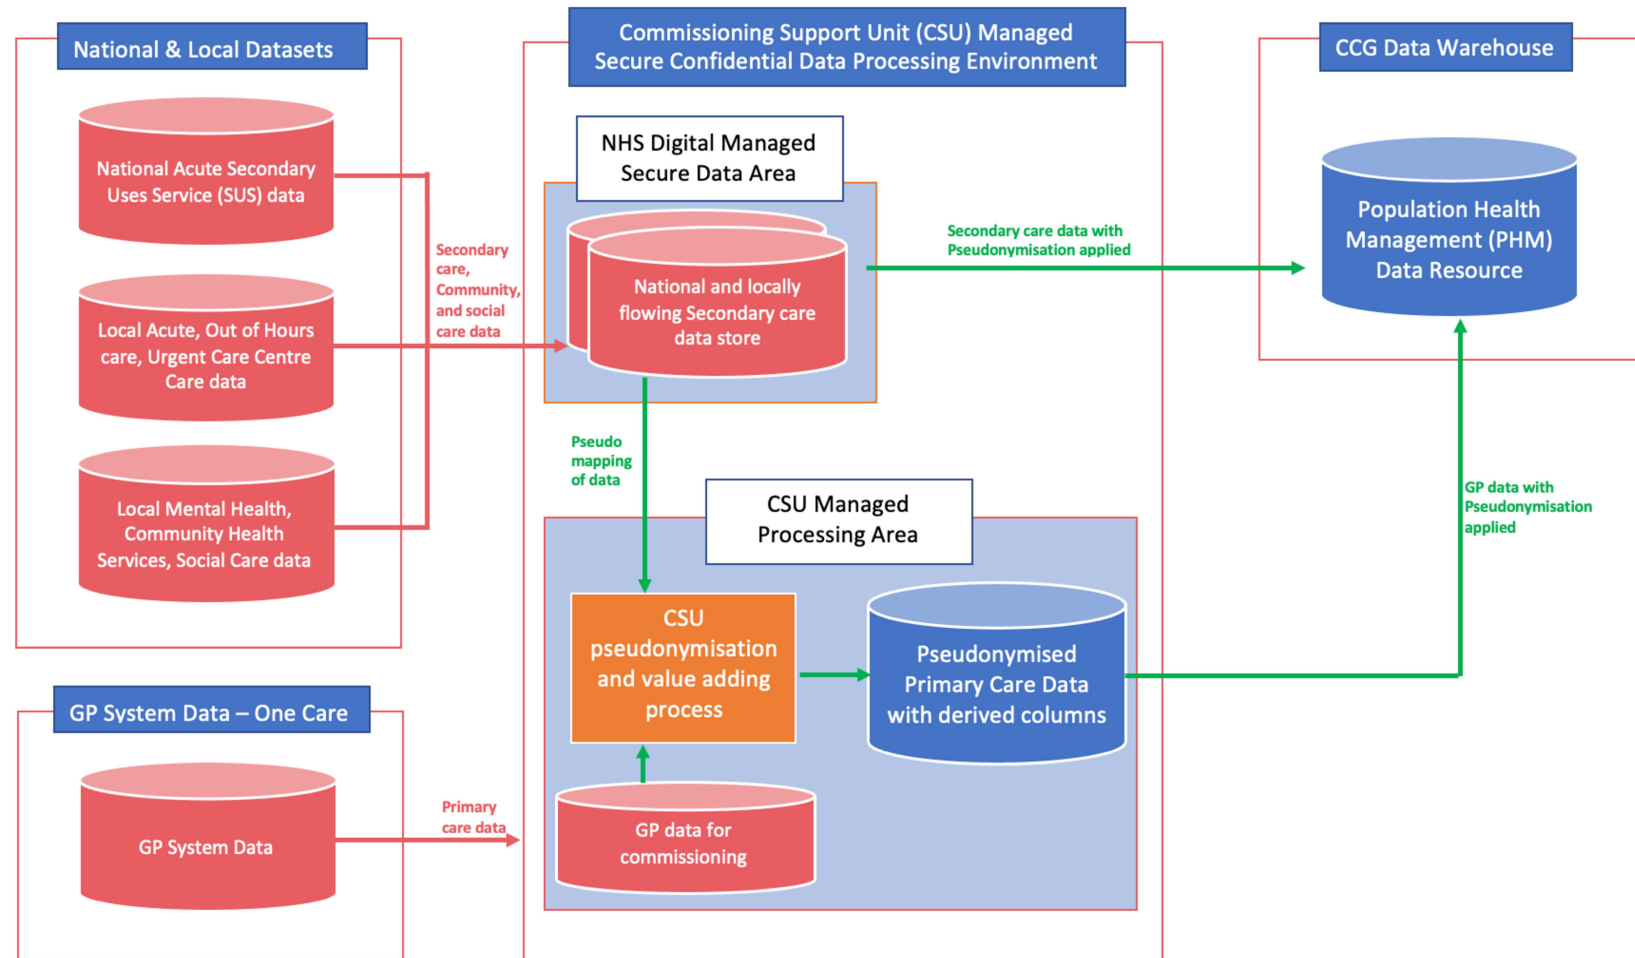 National & Local Datasets
National Acute Secondary
Uses Service (SUS) data
Local Acute, Out of Hours
care, Urgent Care Centre
Care data
Local Mental Health,
Community Health
Services, Social Care data
Secondary
care,
Community,
and social
care data
GP System Data – One Care
GP System Data
Primary
care data
Commissioning Support Unit (CSU) Managed
Secure Confidential Data Processing Environment
NHS Digital Managed
Secure Data Area
National and locally
flowing Secondary care
data store
Pseudo
mapping
of data
CSU Managed
Processing Area
CSU
pseudonymisation
and value adding
process
Pseudonymised
Primary Care Data
with derived columns
GP data for
commissioning
Secondary care data with
Pseudonymisation applied
CCG Data Warehouse
Population Health
Management (PHM)
Data Resource
GP data with
Pseudonymisation
applied